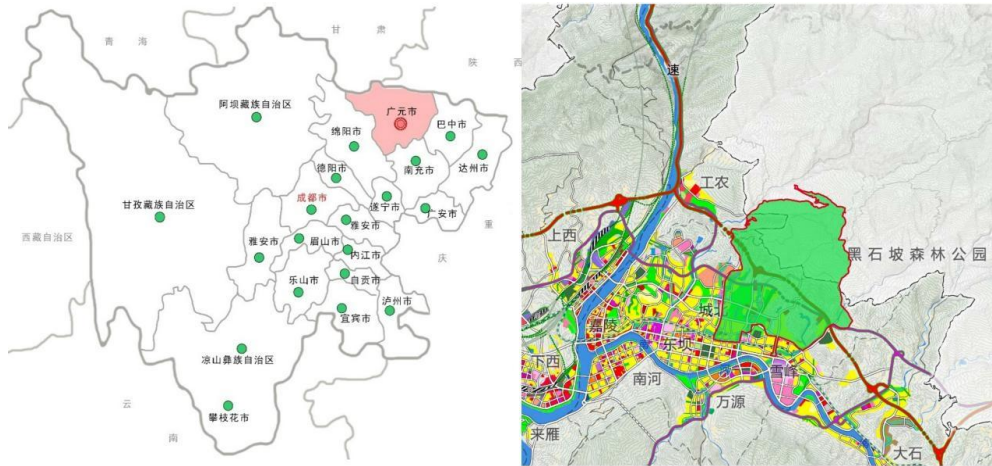 青海
甘肃
陕西
阿坝藏族自治区
广元市
绵阳市
巴中市
德阳市
南充市
达州市
成都市
遂宁市
广安市
甘孜藏族自治区
雅安市
重庆
西藏自治区
雅安市
眉山市
内江市
乐山市
自贡市
泸州市
宜宾市
凉山彝族自治区
云南
攀枝花市
速
工农
上西
黑石坡森林公园
城北
嘉陵
东坝
下西
南河
雪峰
万源
来雁
大石